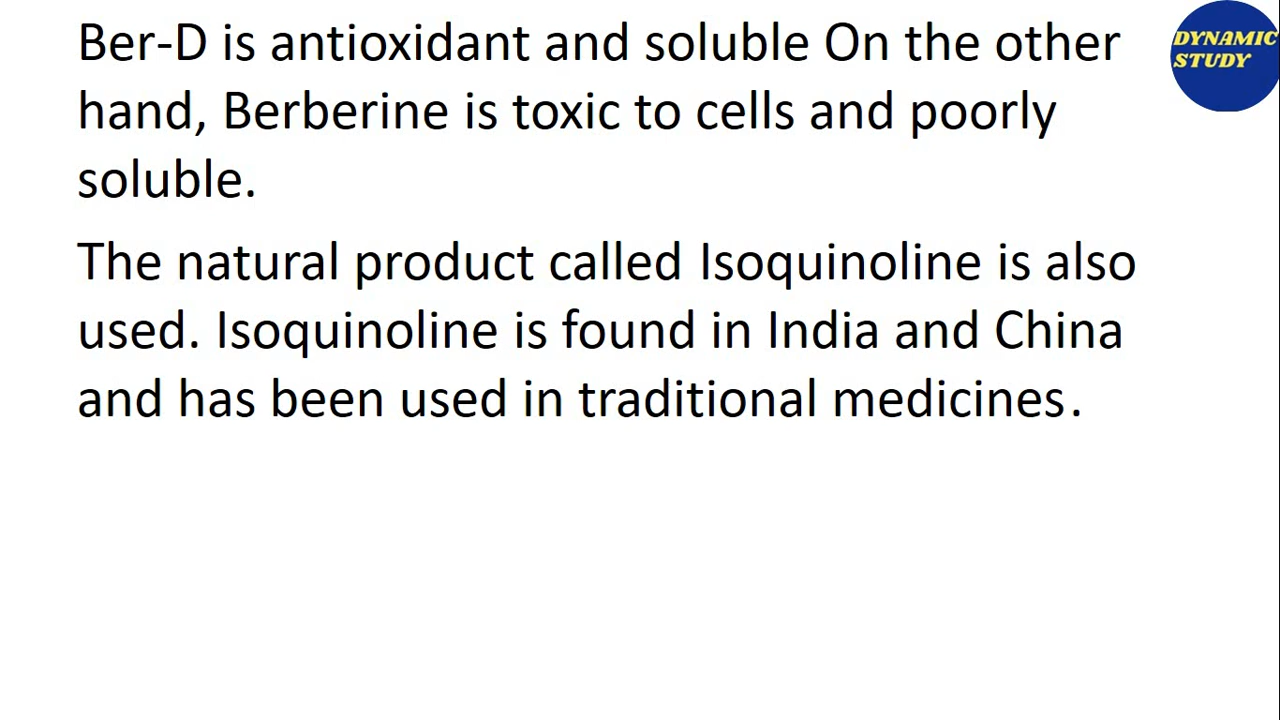 Ber-D is antioxidant and soluble On the other
hand, Berberine is toxic to cells and poorly
soluble.
The natural product called Isoquinoline is also
used. Isoquinoline is found in India and China
and has been used in traditional medicines.
DYNAMIC
STUDY